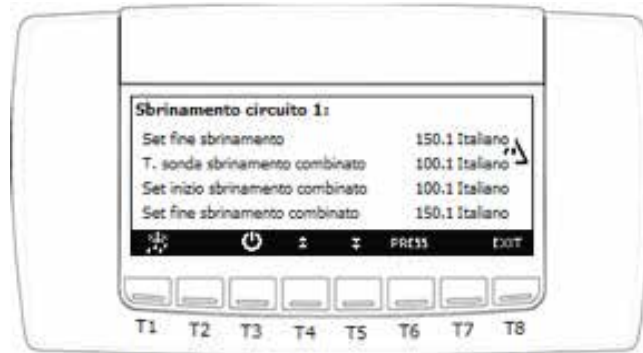 Sbrinamento circuito 1:
Set fine sbrinamento 150.1 Italiano
T. sonda sbrinamento combinato 100.1 Italiano
Set inizio sbrinamento combinato 100.1 Italiano
Set fine sbrinamento combinato 150.1 Italiano
PRESS EXIT
T1 T2 T3 T4 T5 T6 T7 T8